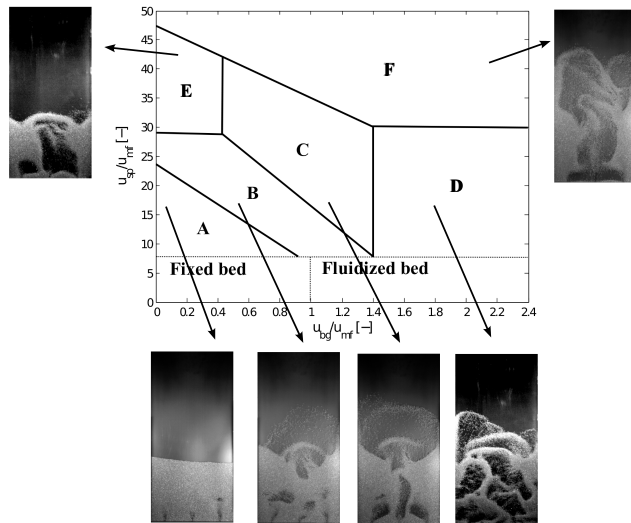 50
45
40
35
30
25
20
15
10
5
0
u_sp/u_mf [−]
F
E
C
B
D
A
Fixed bed
Fluidized bed
0 0.2 0.4 0.6 0.8 1 1.2 1.4 1.6 1.8 2 2.2 2.4
u_bg/u_mf [−]